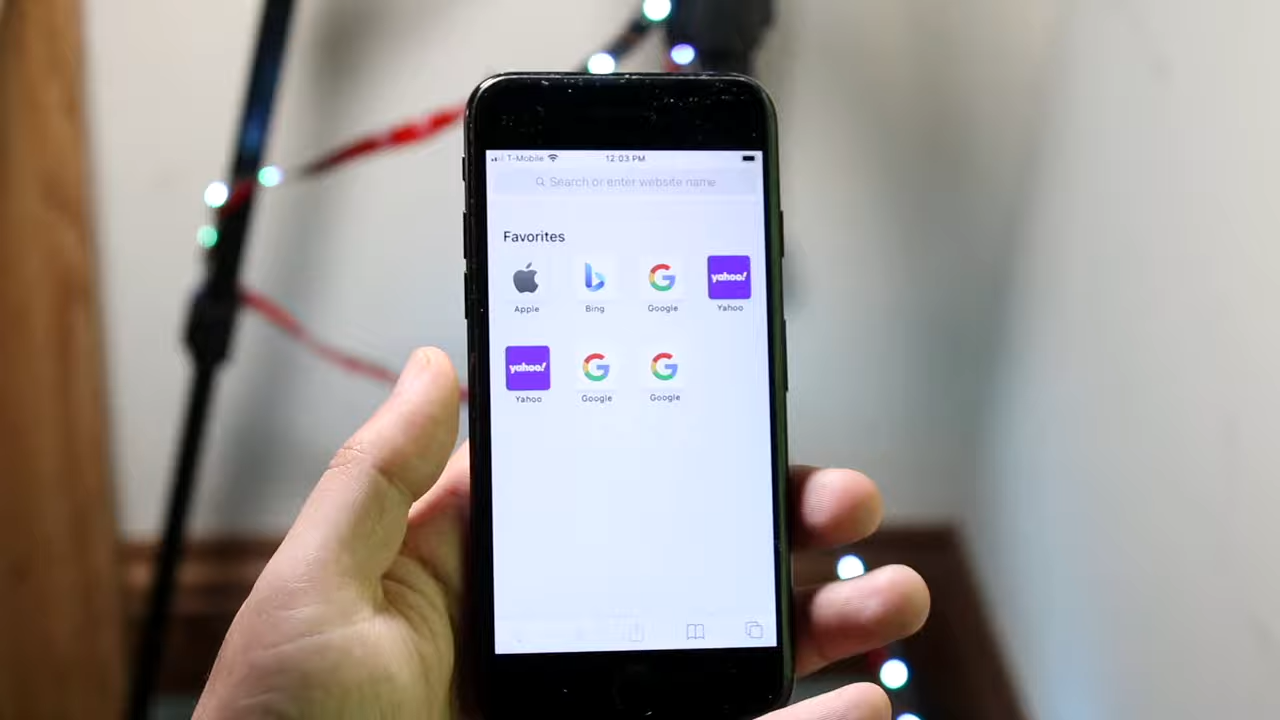 T-Mobile 12:03 PM
Search or enter website name
Favorites
yahoo!
Apple Bing Google Yahoo
yahoo!
Yahoo Google Google